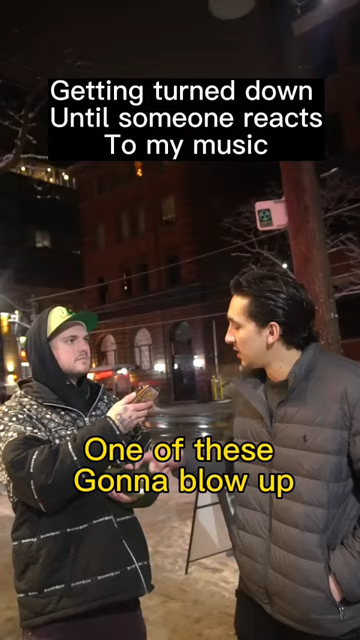 Getting turned down
Until someone reacts
To my music
One of these
Gonna blow up